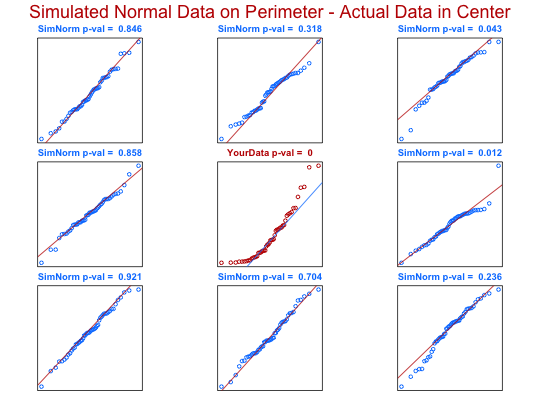 Simulated Normal Data on Perimeter - Actual Data in Center
SimNorm p-val = 0.846
SimNorm p-val = 0.318
SimNorm p-val = 0.043
SimNorm p-val = 0.858
YourData p-val = 0
SimNorm p-val = 0.012
SimNorm p-val = 0.921
SimNorm p-val = 0.704
SimNorm p-val = 0.236